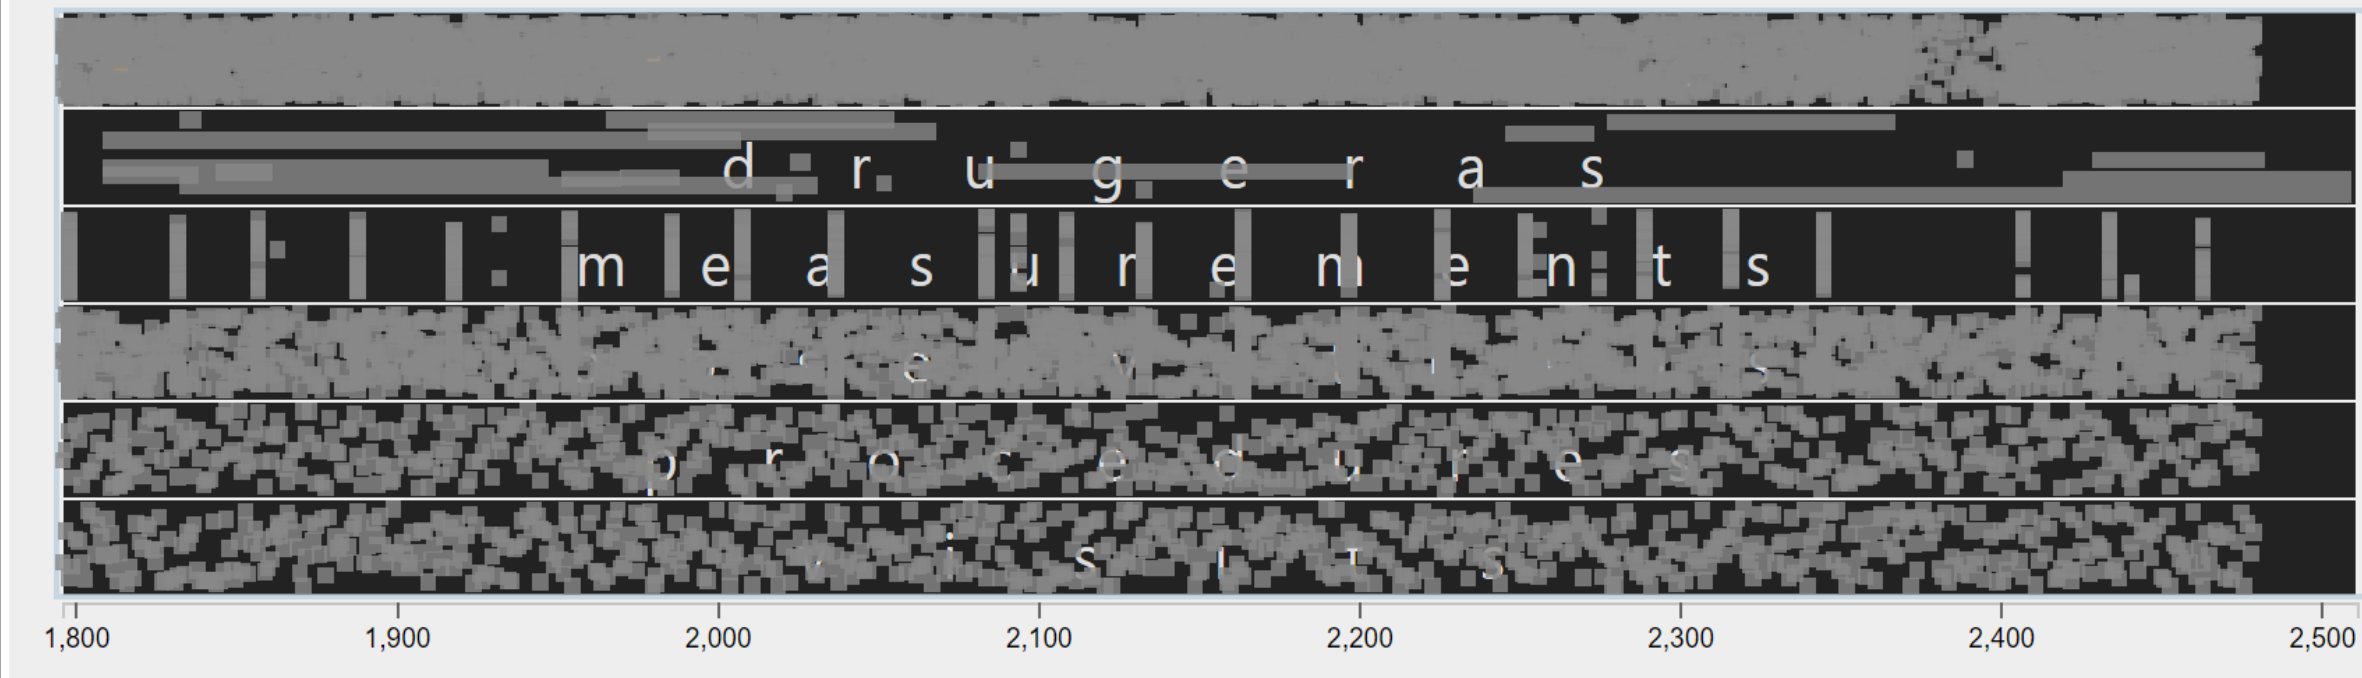 drugeras
measurements
procedures
visits
1,800 1,900 2,000 2,100 2,200 2,300 2,400 2,500